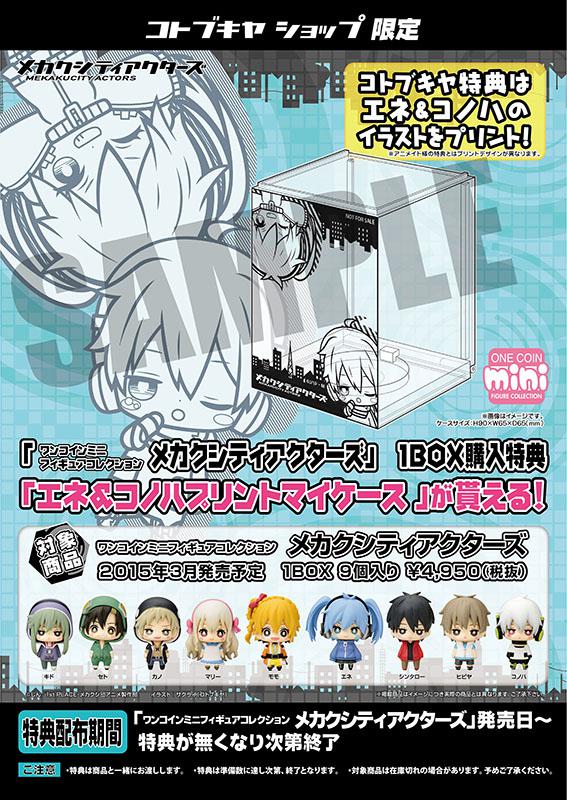 コトブキヤ ショップ 限定
メカクシティアクターズ
MEKAKUCITY ACTORS
コトブキヤ特典は
エネ&コノハの
イラストをプリント!
※アニメイト様の特典とはプリントデザインが異なります。
SAMPLE
NOT FOR SALE
メカクシティアクターズ
ONE COIN
mini
FIGURE COLLECTION
※画像はイメージです。
ケースサイズ:H90×W65×D65(mm)
「ワンコインミニフィギュアコレクション メカクシティアクターズ」 1BOX購入特典
「エネ&コノハプリントマイケース」が貰える!
対象商品
ワンコインミニフィギュアコレクション メカクシティアクターズ
2015年3月発売予定 1BOX 9個入り ¥4,950(税抜)
キド セト カノ マリー モモ エネ シンタロー ヒビヤ コノハ
特典配布期間
「ワンコインミニフィギュアコレクション メカクシティアクターズ」発売日～
特典が無くなり次第終了
ご注意 ・特典は商品と一緒にお渡しします。 ・特典は準備数に達し次第、終了となります。 ・対象商品は在庫切れの場合があります。予めご了承ください。